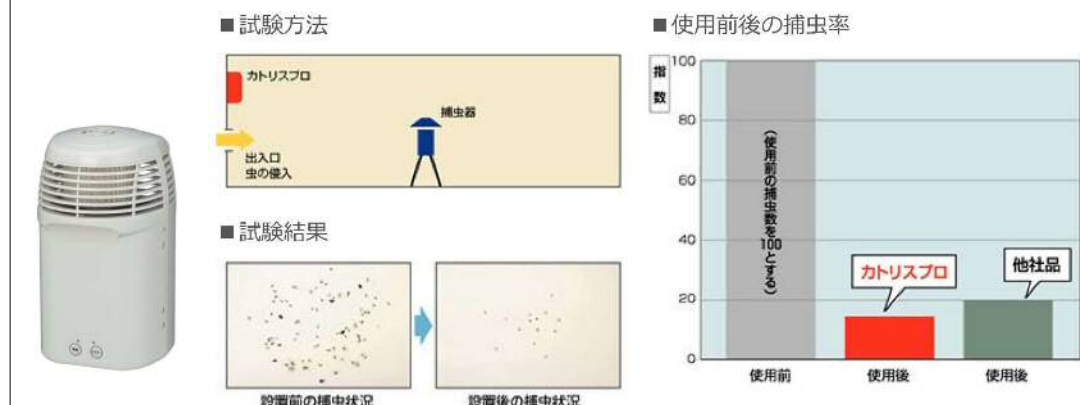 ■試験方法
カトリスプロ
捕虫器
出入口
虫の侵入
■試験結果
設置前の捕虫状況
設置後の捕虫状況
■使用前後の捕虫率
指数
100
80
60
40
20
0
(使用前の捕虫数を100とする)
カトリスプロ
他社品
使用前
使用後
使用後